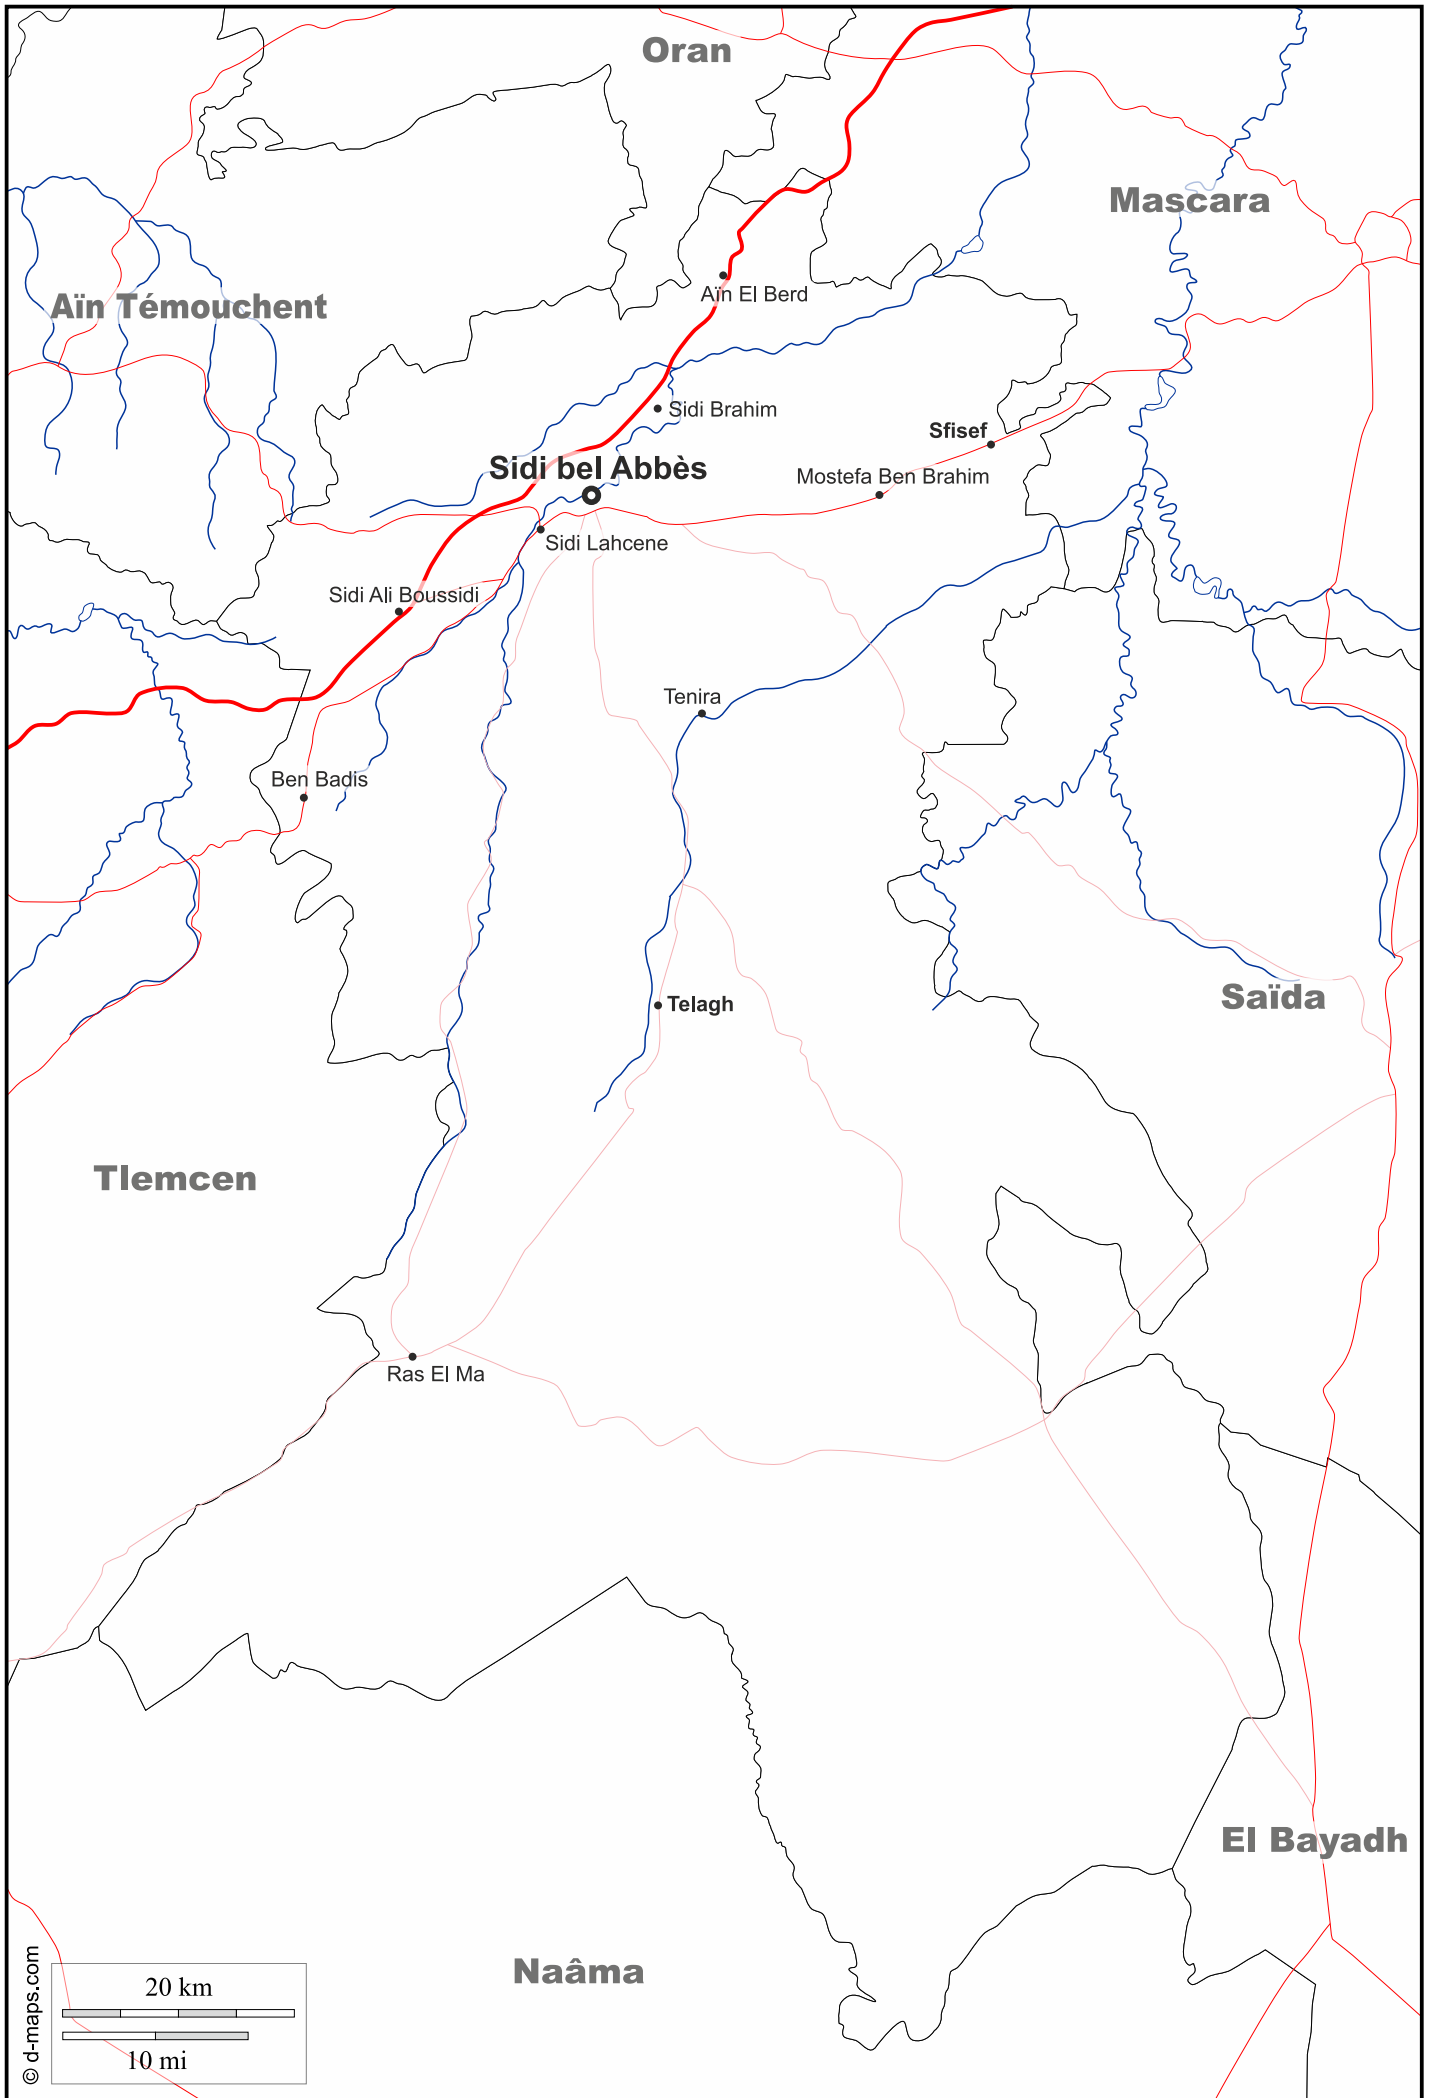 Oran
Mascara
Aïn El Berd
Aïn Témouchent
Sidi Brahim
Sfisef
Sidi bel Abbès
Mostefa Ben Brahim
Sidi Lahcene
Sidi Ali Boussidi
Tenira
Ben Badis
Saïda
Telagh
Tlemcen
Ras El Ma
El Bayadh
Naâma
20 km
10 mi
© d-maps.com